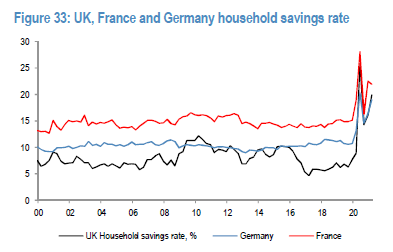 Figure 33: UK, France and Germany household savings rate
30
25
20
15
10
5
0
00 02 04 06 08 10 12 14 16 18 20
UK Household savings rate, % Germany France